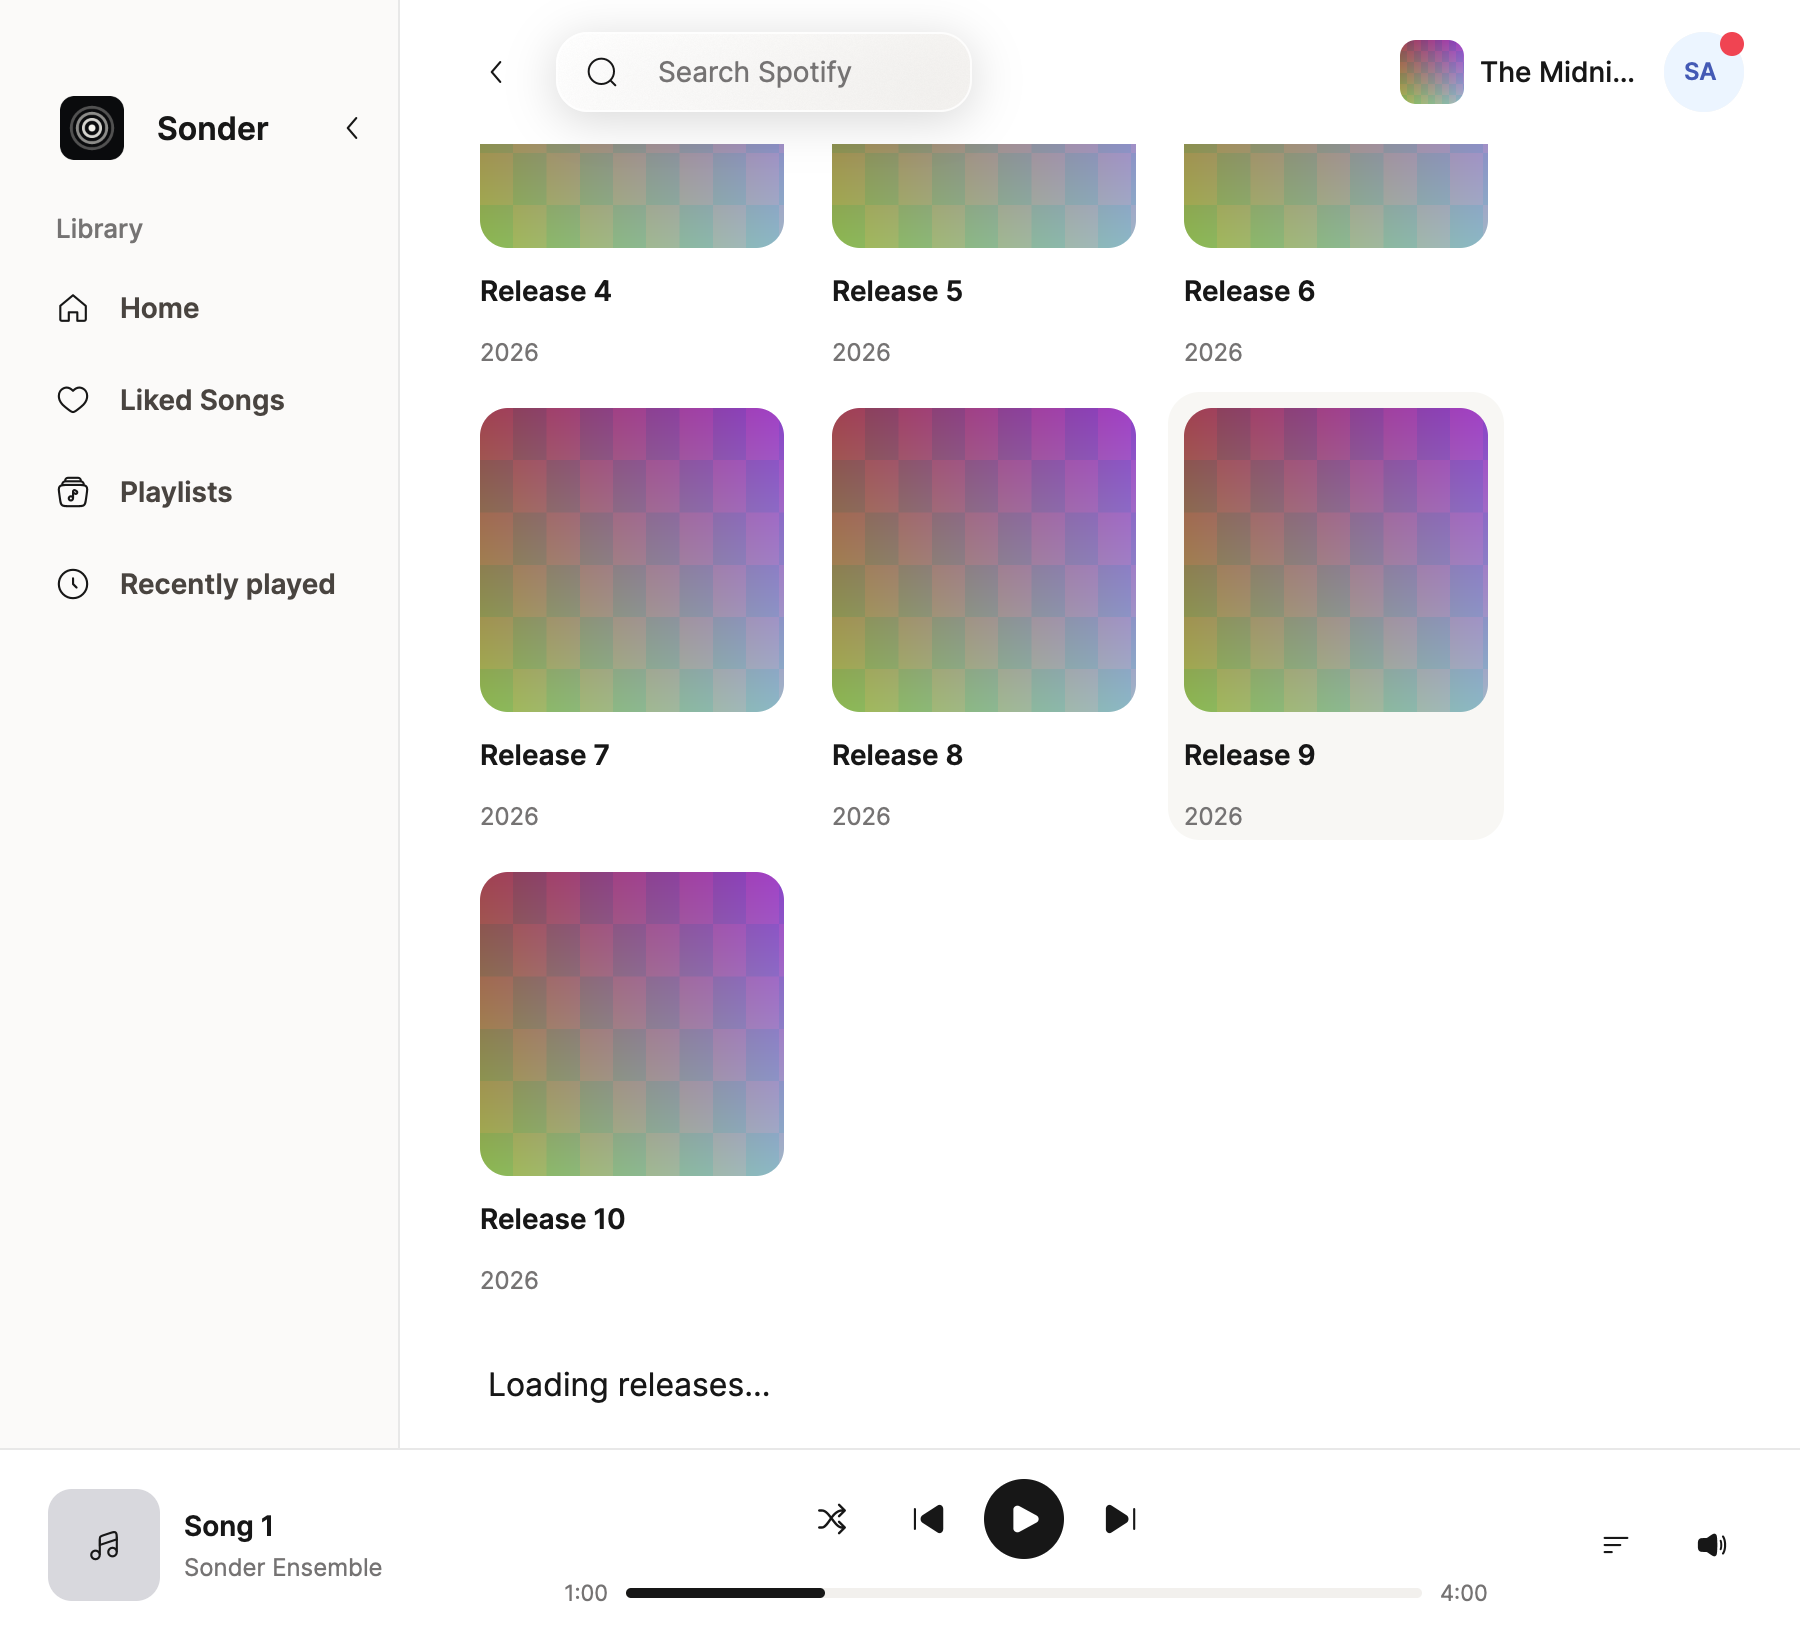 Search Spotify
The Midni...
SA
Sonder
Library
Home
Liked Songs
Playlists
Recently played
Release 4
Release 5
Release 6
2026
2026
2026
Release 7
Release 8
Release 9
2026
2026
2026
Release 10
2026
Loading releases...
Song 1
Sonder Ensemble
1:00
4:00